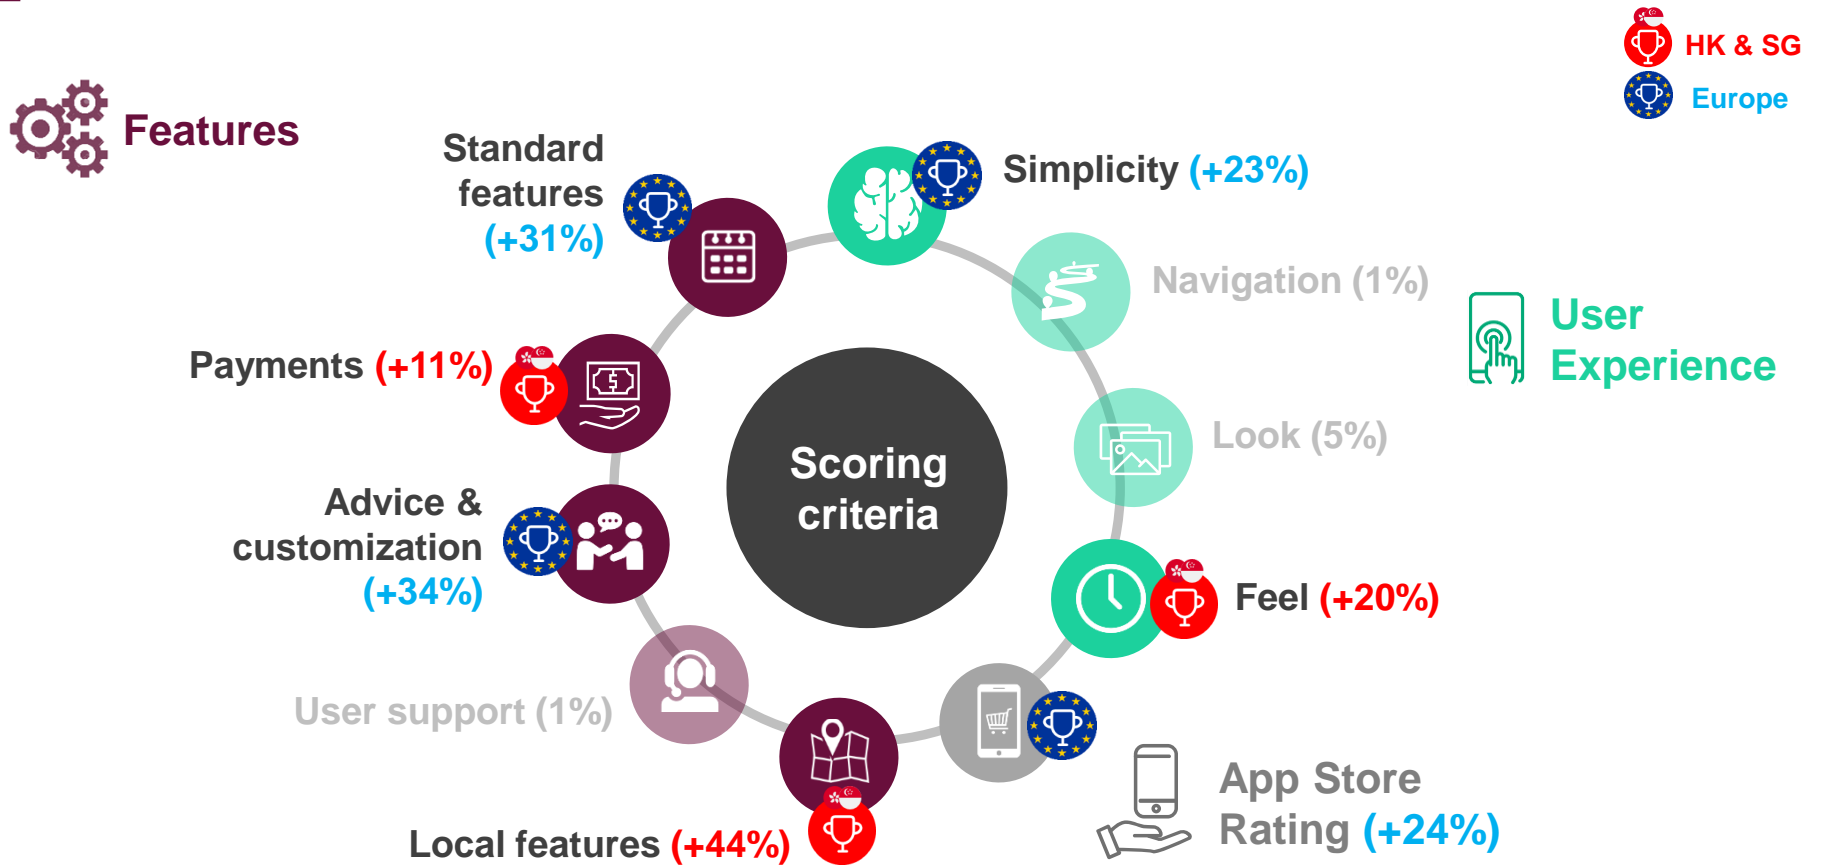 HK & SG
Europe
Features
Standard
features
(+31%)
Simplicity (+23%)
Navigation (1%)
User
Experience
Payments (+11%)
Look (5%)
Scoring
criteria
Advice &
customization
(+34%)
Feel (+20%)
User support (1%)
App Store
Rating (+24%)
Local features (+44%)